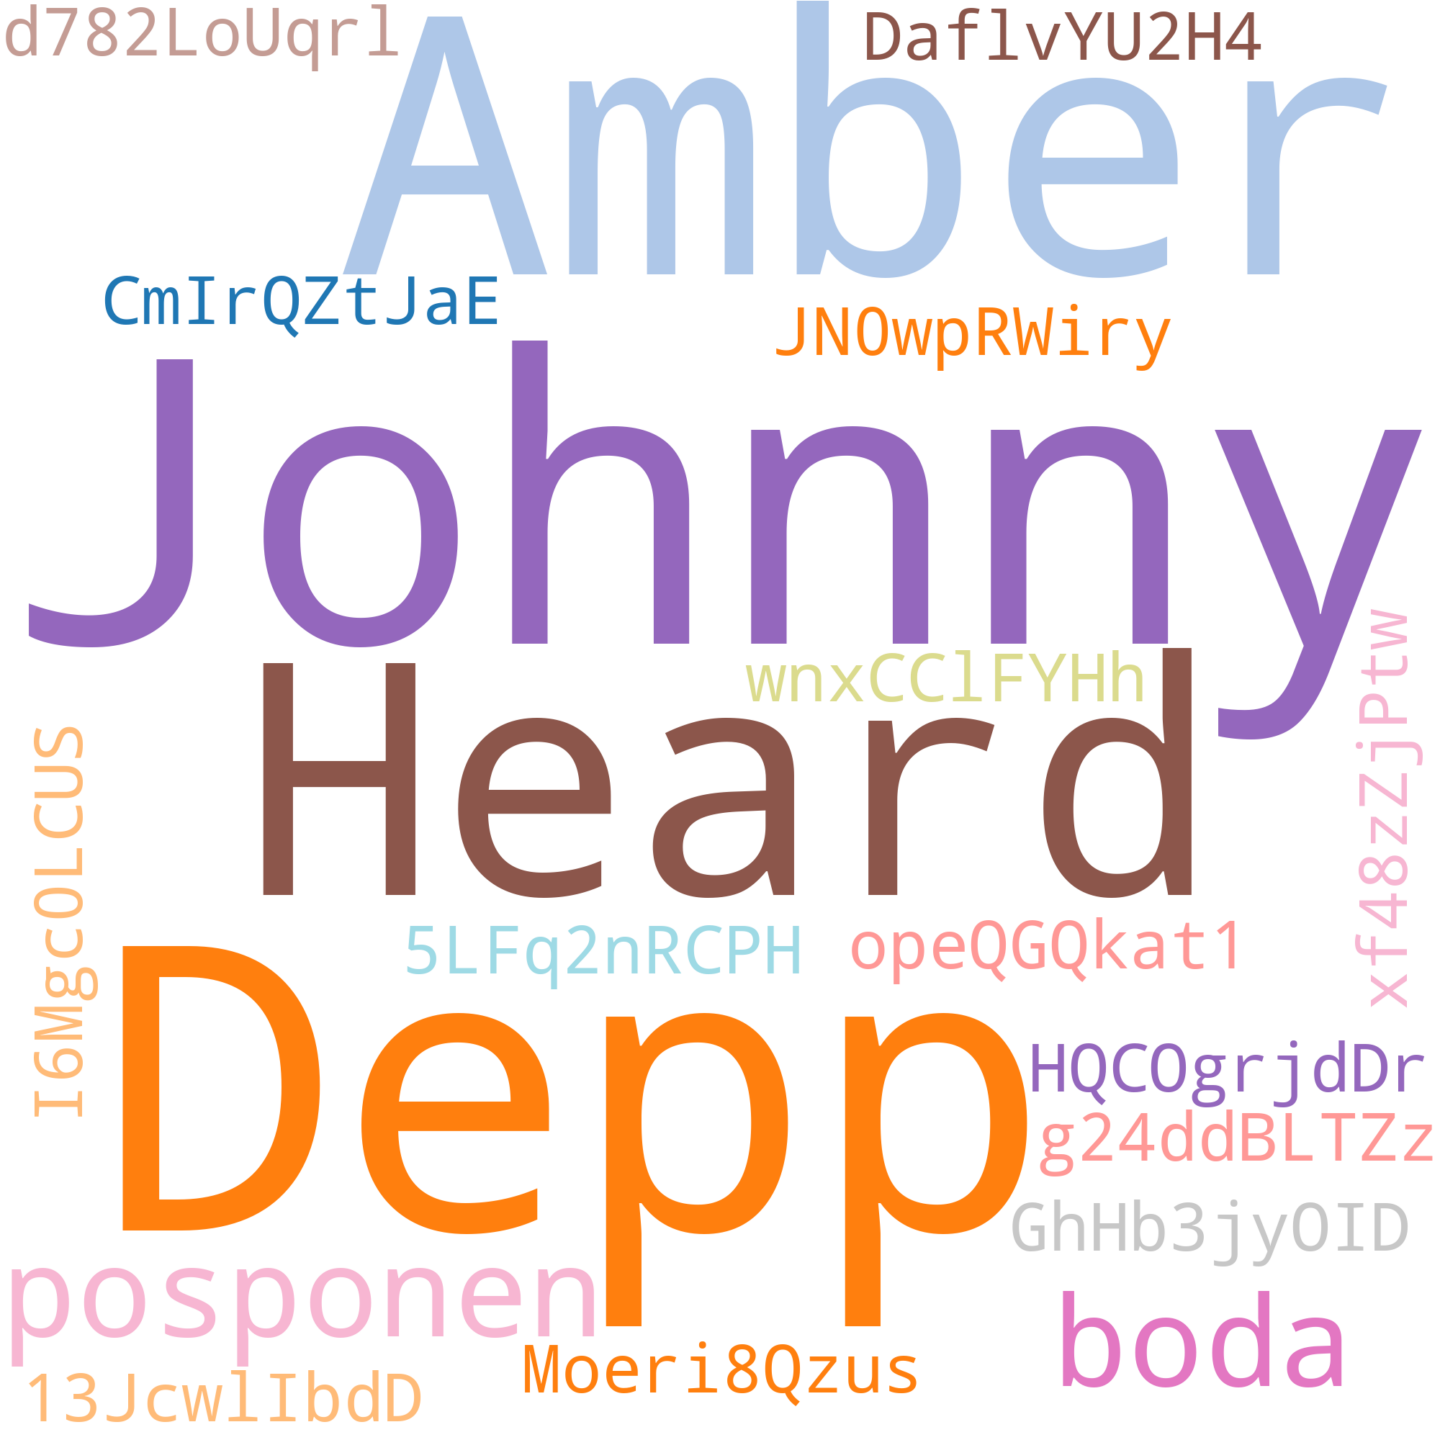 d782LoUqrl
DaflvYU2H4
Amber
CmIrQZtJaE
JNOwpRWiry
Johnny
wnxCClFYHh
xf48zZjPtw
Heard
I6MgcOLCUS
5LFq2nRCPH
opeQGQkat1
Depp
HQCOgrjdDr
g24ddBLTZz
GhHb3jyOID
posponen
boda
Moeri8Qzus
13JcwlIbdD